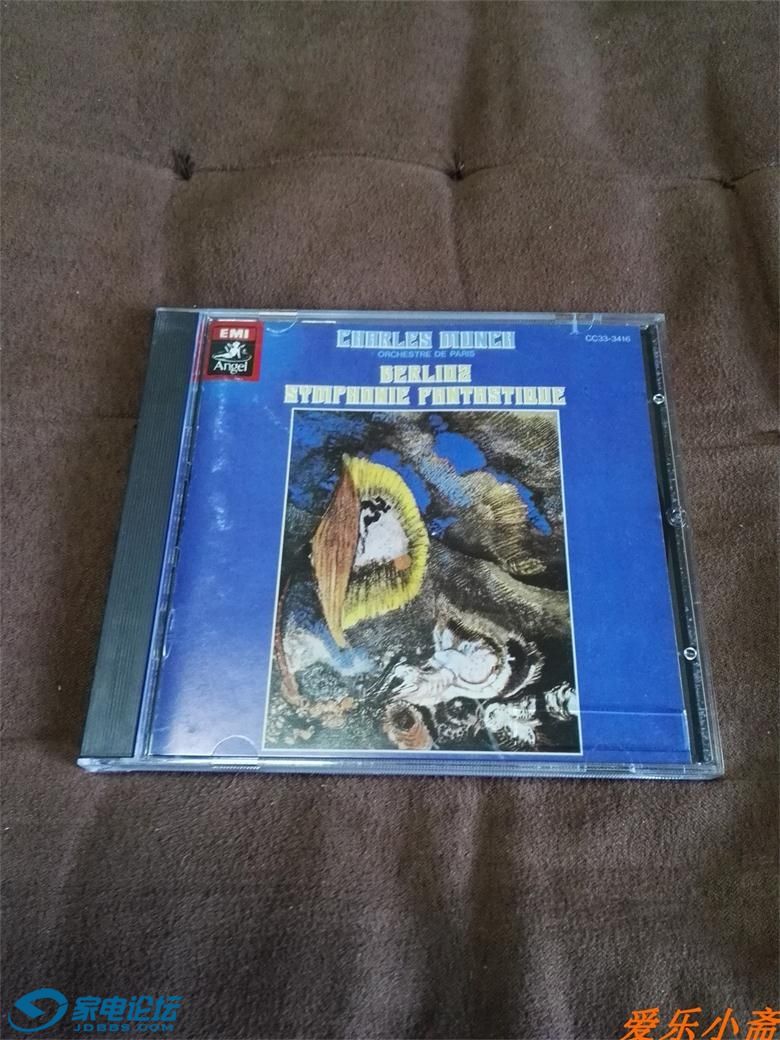 EMI
Angel
CHARLES MUNCH
ORCHESTRE DE PARIS
CC33-3416
BERLIOZ
SYMPHONIE FANTASTIQUE
家电论坛
JDBBS.COM
爱乐小斋